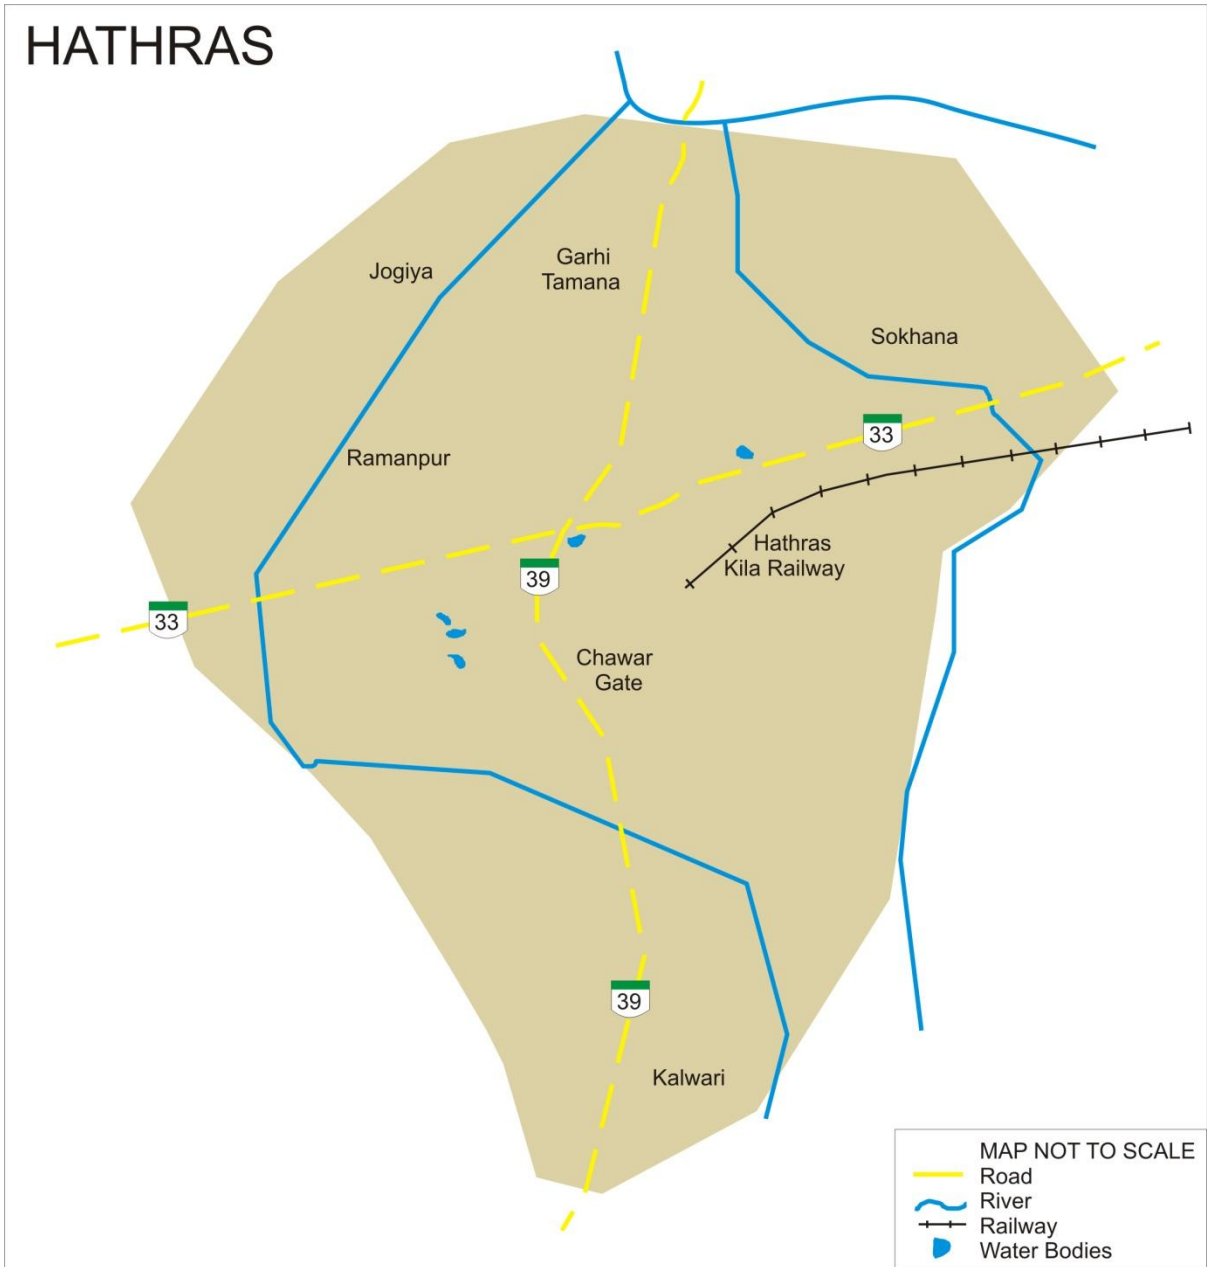 HATHRAS
Jogiya
Garhi
Tamana
Sokhana
33
Ramanpur
Hathras
Kila Railway
39
33
Chawar
Gate
39
Kalwari
MAP NOT TO SCALE
Road
River
Railway
Water Bodies